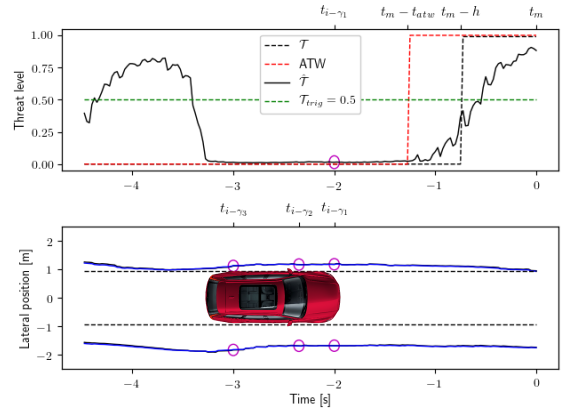 t_{i-γ_1} t_m − t_{atw} t_m − h t_m
1.00
0.75
0.50
0.25
0.00
Threat level
𝒯
ATW
𝒯̂
𝒯_{trig} = 0.5
−4 −3 −2 −1 0
t_{i-γ_3} t_{i-γ_2} t_{i-γ_1}
2
1
0
−1
−2
Lateral position [m]
−4 −3 −2 −1 0
Time [s]